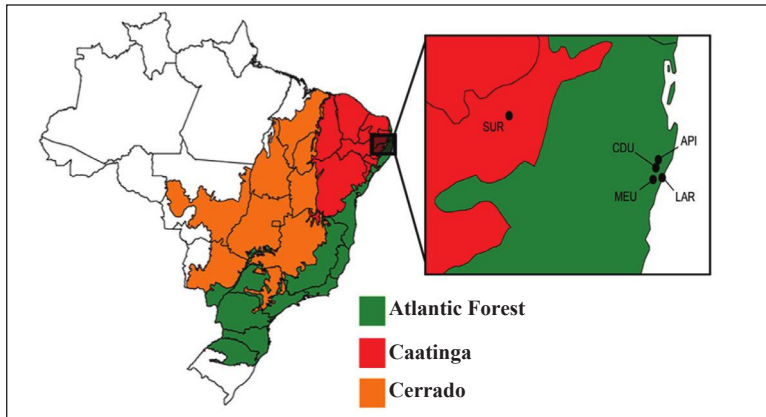 SUR
CDU
API
MEU
LAR
Atlantic Forest
Caatinga
Cerrado